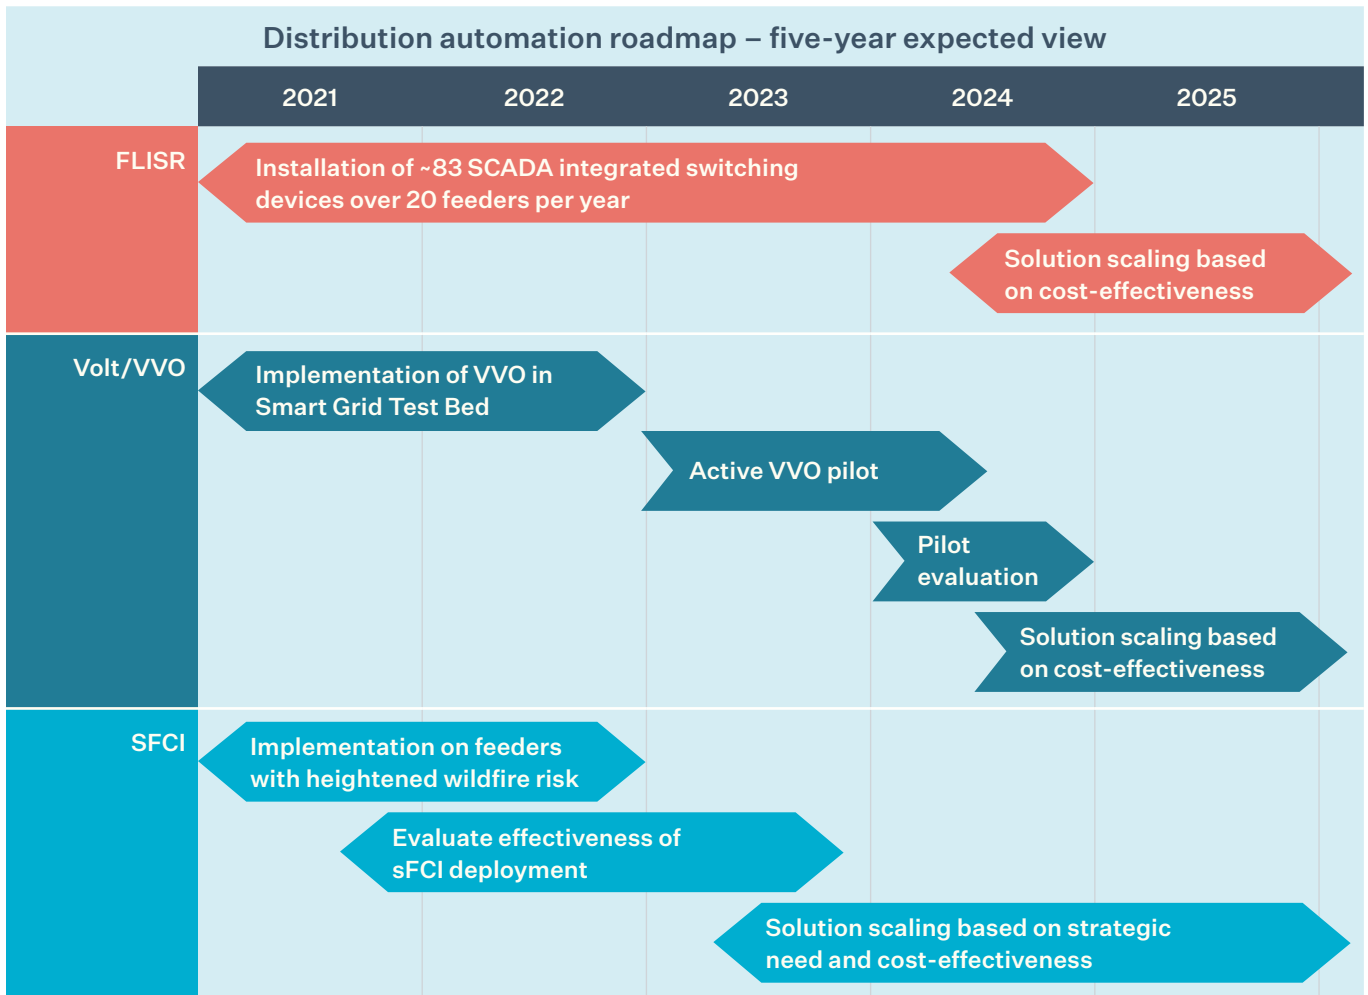 Distribution automation roadmap – five-year expected view
2021 2022 2023 2024 2025
FLISR
Installation of ~83 SCADA integrated switching
devices over 20 feeders per year
Solution scaling based
on cost-effectiveness
Volt/VVO
Implementation of VVO in
Smart Grid Test Bed
Active VVO pilot
Pilot
evaluation
Solution scaling based
on cost-effectiveness
SFCI
Implementation on feeders
with heightened wildfire risk
Evaluate effectiveness of
sFCI deployment
Solution scaling based on strategic
need and cost-effectiveness